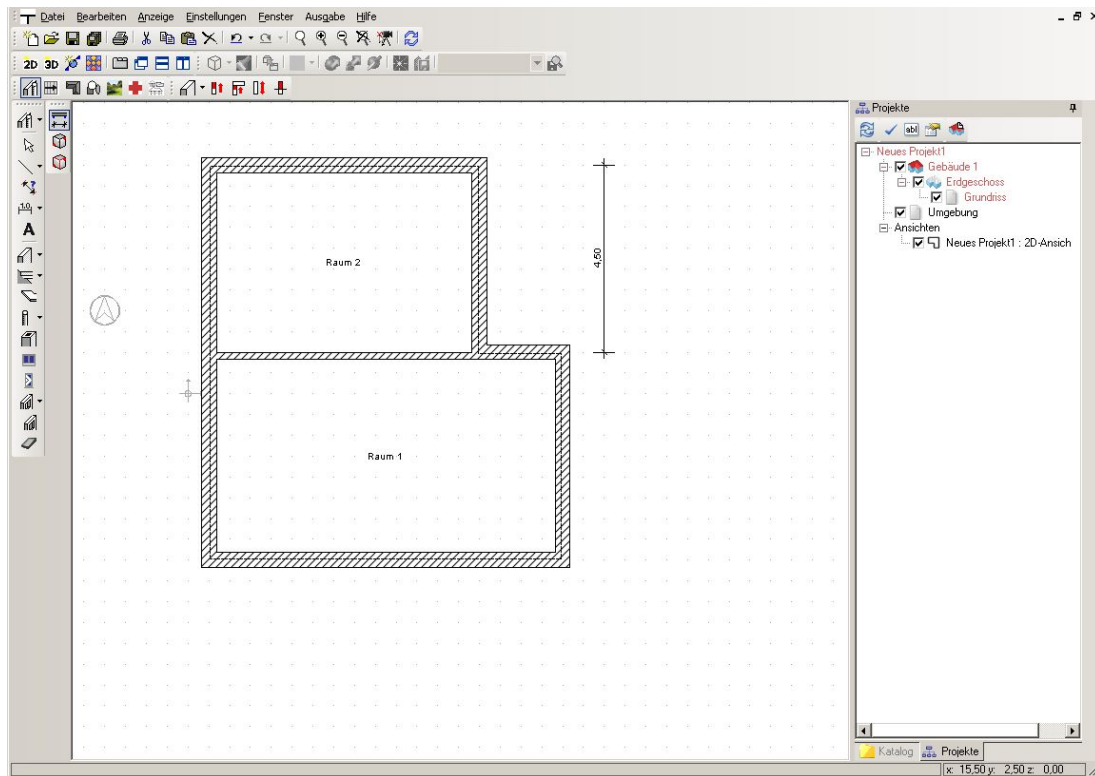 Datei Bearbeiten Anzeige Einstellungen Fenster Ausgabe Hilfe
2D 3D
Projekte
abl
Neues Projekt1
Gebäude 1
Erdgeschoss
Grundriss
Umgebung
Ansichten
Neues Projekt1 : 2D-Ansich
A
Raum 2
4,50
Raum 1
Katalog Projekte
x: 15,50 y: 2,50 z: 0,00